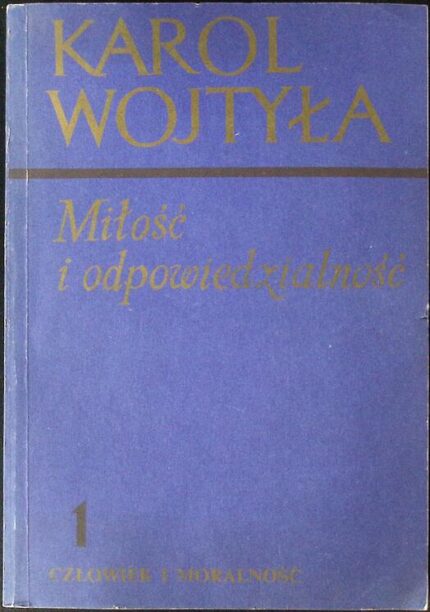 KAROL
WOJTYŁA
Miłość
i odpowiedzialność
1
CZŁOWIEK I MORALNOŚĆ